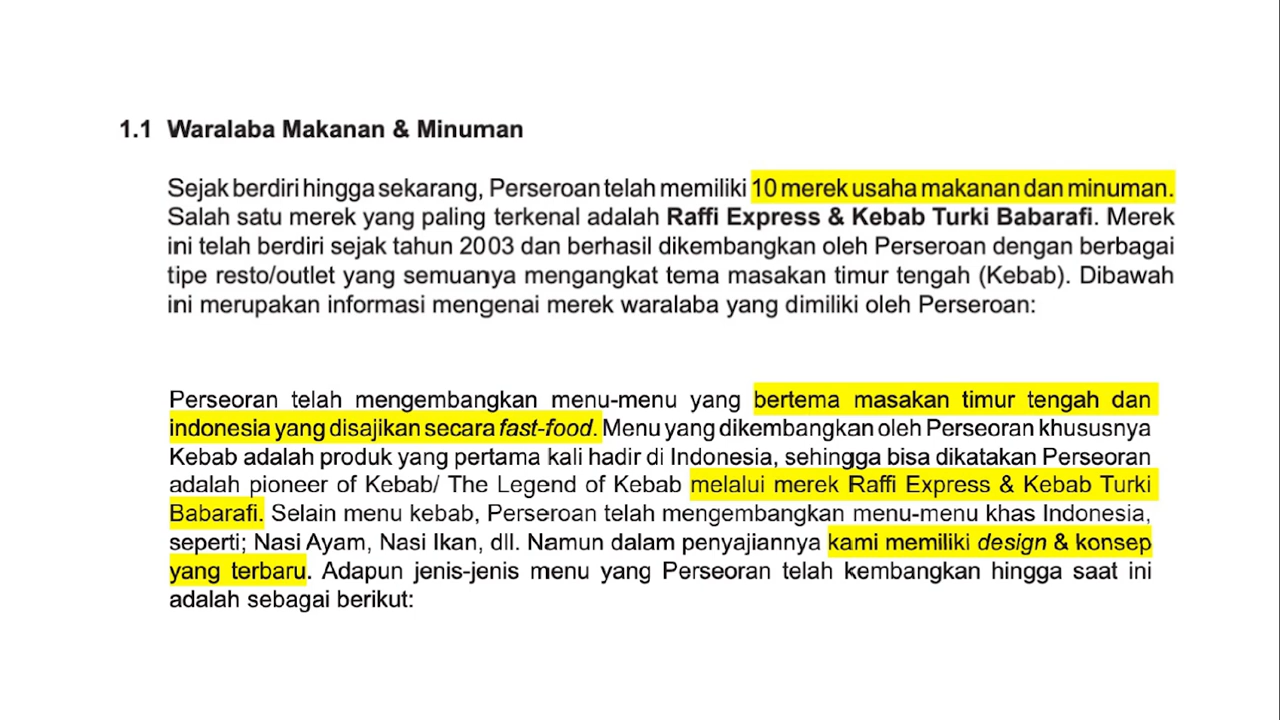 1.1 Waralaba Makanan & Minuman
Sejak berdiri hingga sekarang, Perseroan telah memiliki 10 merek usaha makanan dan minuman.
Salah satu merek yang paling terkenal adalah Raffi Express & Kebab Turki Babarafi. Merek
ini telah berdiri sejak tahun 2003 dan berhasil dikembangkan oleh Perseroan dengan berbagai
tipe resto/outlet yang semuanya mengangkat tema masakan timur tengah (Kebab). Dibawah
ini merupakan informasi mengenai merek waralaba yang dimiliki oleh Perseroan:
Perseoran telah mengembangkan menu-menu yang bertema masakan timur tengah dan
indonesia yang disajikan secara fast-food. Menu yang dikembangkan oleh Perseoran khususnya
Kebab adalah produk yang pertama kali hadir di Indonesia, sehingga bisa dikatakan Perseoran
adalah pioneer of Kebab/ The Legend of Kebab melalui merek Raffi Express & Kebab Turki
Babarafi. Selain menu kebab, Perseroan telah mengembangkan menu-menu khas Indonesia,
seperti; Nasi Ayam, Nasi Ikan, dll. Namun dalam penyajiannya kami memiliki design & konsep
yang terbaru. Adapun jenis-jenis menu yang Perseroan telah kembangkan hingga saat ini
adalah sebagai berikut: